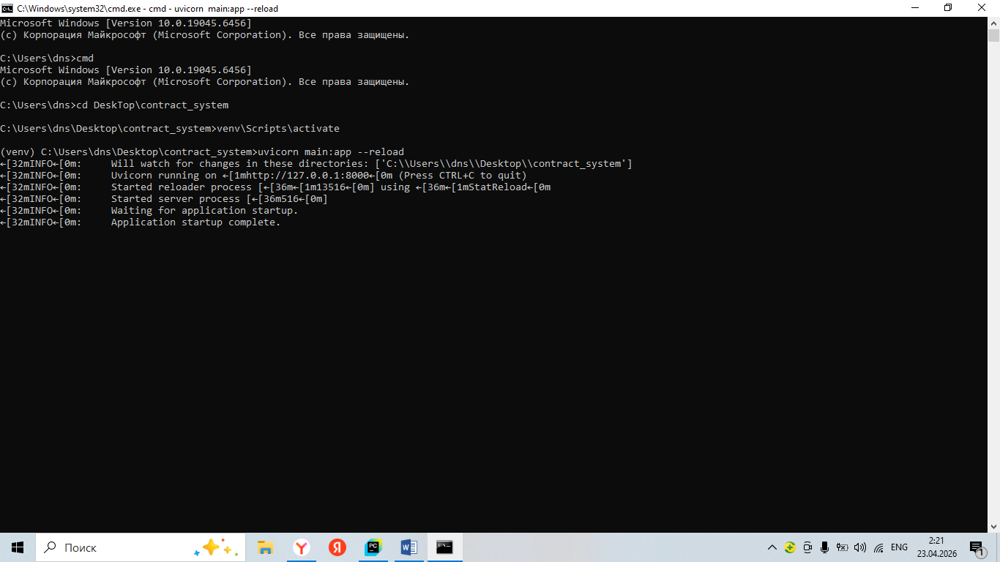 C:\Windows\system32\cmd.exe - cmd - uvicorn  main:app --reload
Microsoft Windows [Version 10.0.19045.6456]
(c) Корпорация Майкрософт (Microsoft Corporation). Все права защищены.
C:\Users\dns>cmd
Microsoft Windows [Version 10.0.19045.6456]
(c) Корпорация Майкрософт (Microsoft Corporation). Все права защищены.
C:\Users\dns>cd DeskTop\contract_system
C:\Users\dns\Desktop\contract_system>venv\Scripts\activate
(venv) C:\Users\dns\Desktop\contract_system>uvicorn main:app --reload
←[32mINFO←[0m:     Will watch for changes in these directories: ['C:\\Users\\dns\\Desktop\\contract_system']
←[32mINFO←[0m:     Uvicorn running on ←[1mhttp://127.0.0.1:8000←[0m (Press CTRL+C to quit)
←[32mINFO←[0m:     Started reloader process [←[36m←[1m13516←[0m] using ←[36m←[1mStatReload←[0m
←[32mINFO←[0m:     Started server process [←[36m516←[0m]
←[32mINFO←[0m:     Waiting for application startup.
←[32mINFO←[0m:     Application startup complete.
Поиск
ENG
2:21
23.04.2026
1